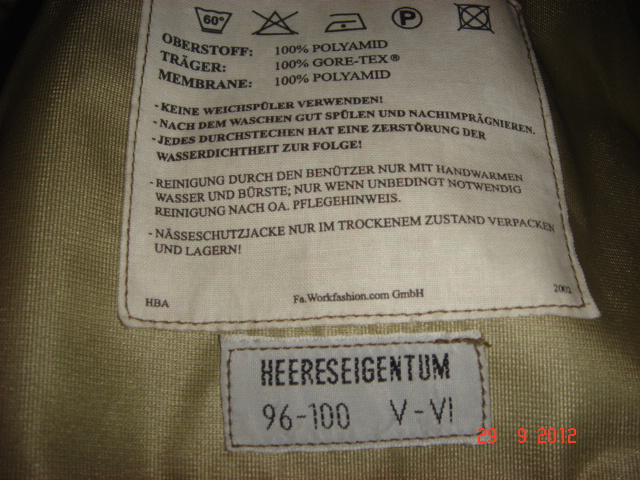 60°
P
OBERSTOFF: 100% POLYAMID
TRÄGER: 100% GORE-TEX®
MEMBRANE: 100% POLYAMID
- KEINE WEICHSPÜLER VERWENDEN!
- NACH DEM WASCHEN GUT SPÜLEN UND NACHIMPRÄGNIEREN.
- JEDES DURCHSTECHEN HAT EINE ZERSTÖRUNG DER
WASSERDICHTHEIT ZUR FOLGE!
- REINIGUNG DURCH DEN BENÜTZER NUR MIT HANDWARMEN
WASSER UND BÜRSTE; NUR WENN UNBEDINGT NOTWENDIG
REINIGUNG NACH OA. PFLEGEHINWEIS.
- NÄSSESCHUTZJACKE NUR IM TROCKENEM ZUSTAND VERPACKEN
UND LAGERN!
HBA Fa.Workfashion.com GmbH 2002
HEERESEIGENTUM
96-100 V-VI
29 9 2012